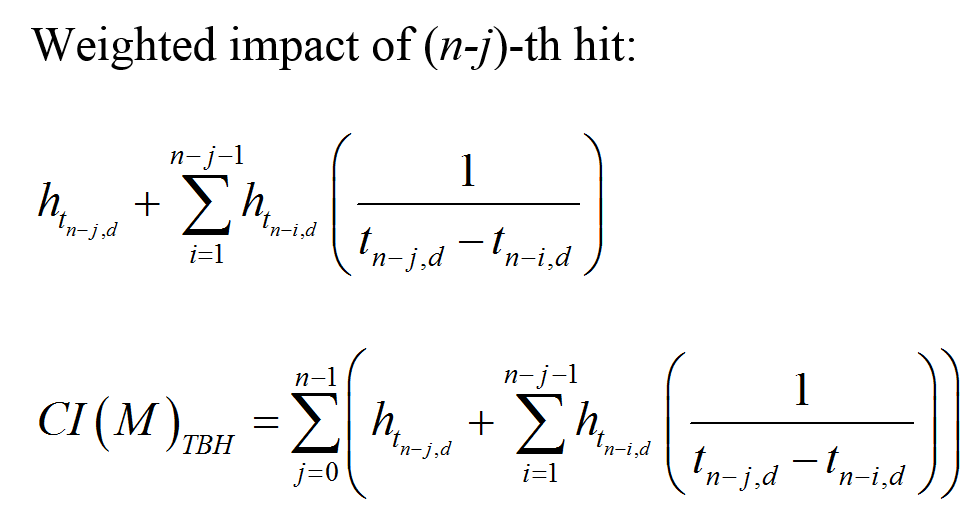 Weighted impact of (n-j)-th hit:
h_{t_{n-j,d}} + \sum_{i=1}^{n-j-1} h_{t_{n-i,d}} \left( \frac{1}{t_{n-j,d} - t_{n-i,d}} \right)
CI(M)_{TBH} = \sum_{j=0}^{n-1} \left( h_{t_{n-j,d}} + \sum_{i=1}^{n-j-1} h_{t_{n-i,d}} \left( \frac{1}{t_{n-j,d} - t_{n-i,d}} \right) \right)